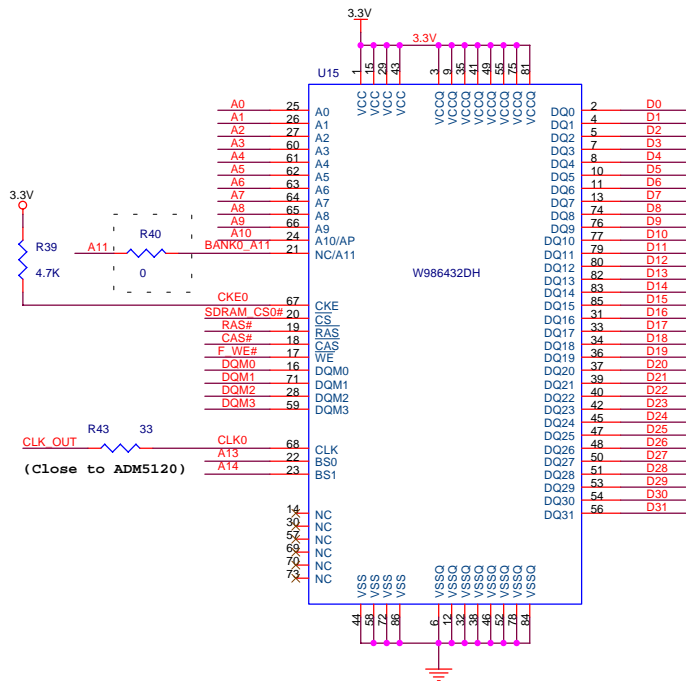 3.3V
3.3V
U15
1 15 29 43 3 9 35 41 49 55 75 81
VCC VCC VCC VCC VCCQ VCCQ VCCQ VCCQ VCCQ VCCQ VCCQ VCCQ
A0 25 A0 DQ0 2 D0
A1 26 A1 DQ1 4 D1
A2 27 A2 DQ2 5 D2
A3 60 A3 DQ3 7 D3
A4 61 A4 DQ4 8 D4
A5 62 A5 DQ5 10 D5
A6 63 A6 DQ6 11 D6
A7 64 A7 DQ7 13 D7
A8 65 A8 DQ8 74 D8
A9 66 A9 DQ9 76 D9
A10 24 A10/AP DQ10 77 D10
A11 R40 0 BANK0_A11 21 NC/A11 DQ11 79 D11
3.3V
R39
4.7K
W986432DH
DQ12 80 D12
DQ13 82 D13
DQ14 83 D14
CKE0 67 CKE DQ15 85 D15
SDRAM_CS0# 20 CS DQ16 31 D16
RAS# 19 RAS DQ17 33 D17
CAS# 18 CAS DQ18 34 D18
F_WE# 17 WE DQ19 36 D19
DQM0 16 DQM0 DQ20 37 D20
DQM1 71 DQM1 DQ21 39 D21
DQM2 28 DQM2 DQ22 40 D22
DQM3 59 DQM3 DQ23 42 D23
DQ24 45 D24
DQ25 47 D25
R43 33
CLK_OUT CLK0 68 CLK DQ26 48 D26
(Close to ADM5120)
A13 22 BS0 DQ27 50 D27
A14 23 BS1 DQ28 51 D28
DQ29 53 D29
DQ30 54 D30
DQ31 56 D31
14 NC
30 NC
57 NC
69 NC
70 NC
73 NC
VSS VSS VSS VSS VSSQ VSSQ VSSQ VSSQ VSSQ VSSQ VSSQ VSSQ
44 58 72 86 6 12 32 38 46 52 78 84